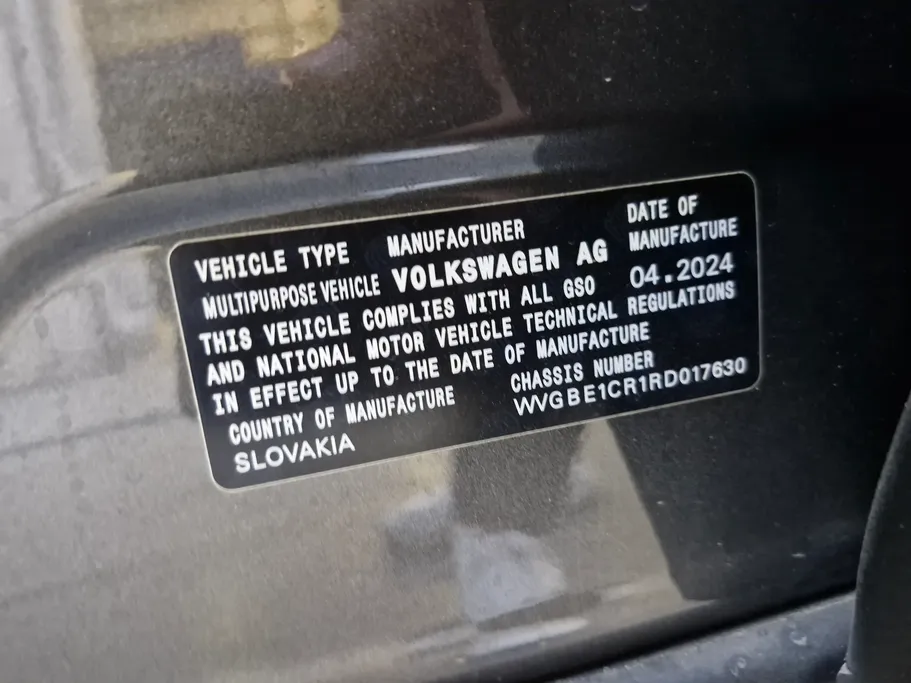 VEHICLE TYPE MANUFACTURER DATE OF MANUFACTURE
MULTIPURPOSE VEHICLE VOLKSWAGEN AG 04.2024
THIS VEHICLE COMPLIES WITH ALL GSO
AND NATIONAL MOTOR VEHICLE TECHNICAL REGULATIONS
IN EFFECT UP TO THE DATE OF MANUFACTURE
COUNTRY OF MANUFACTURE CHASSIS NUMBER
SLOVAKIA WVGBE1CR1RD017630